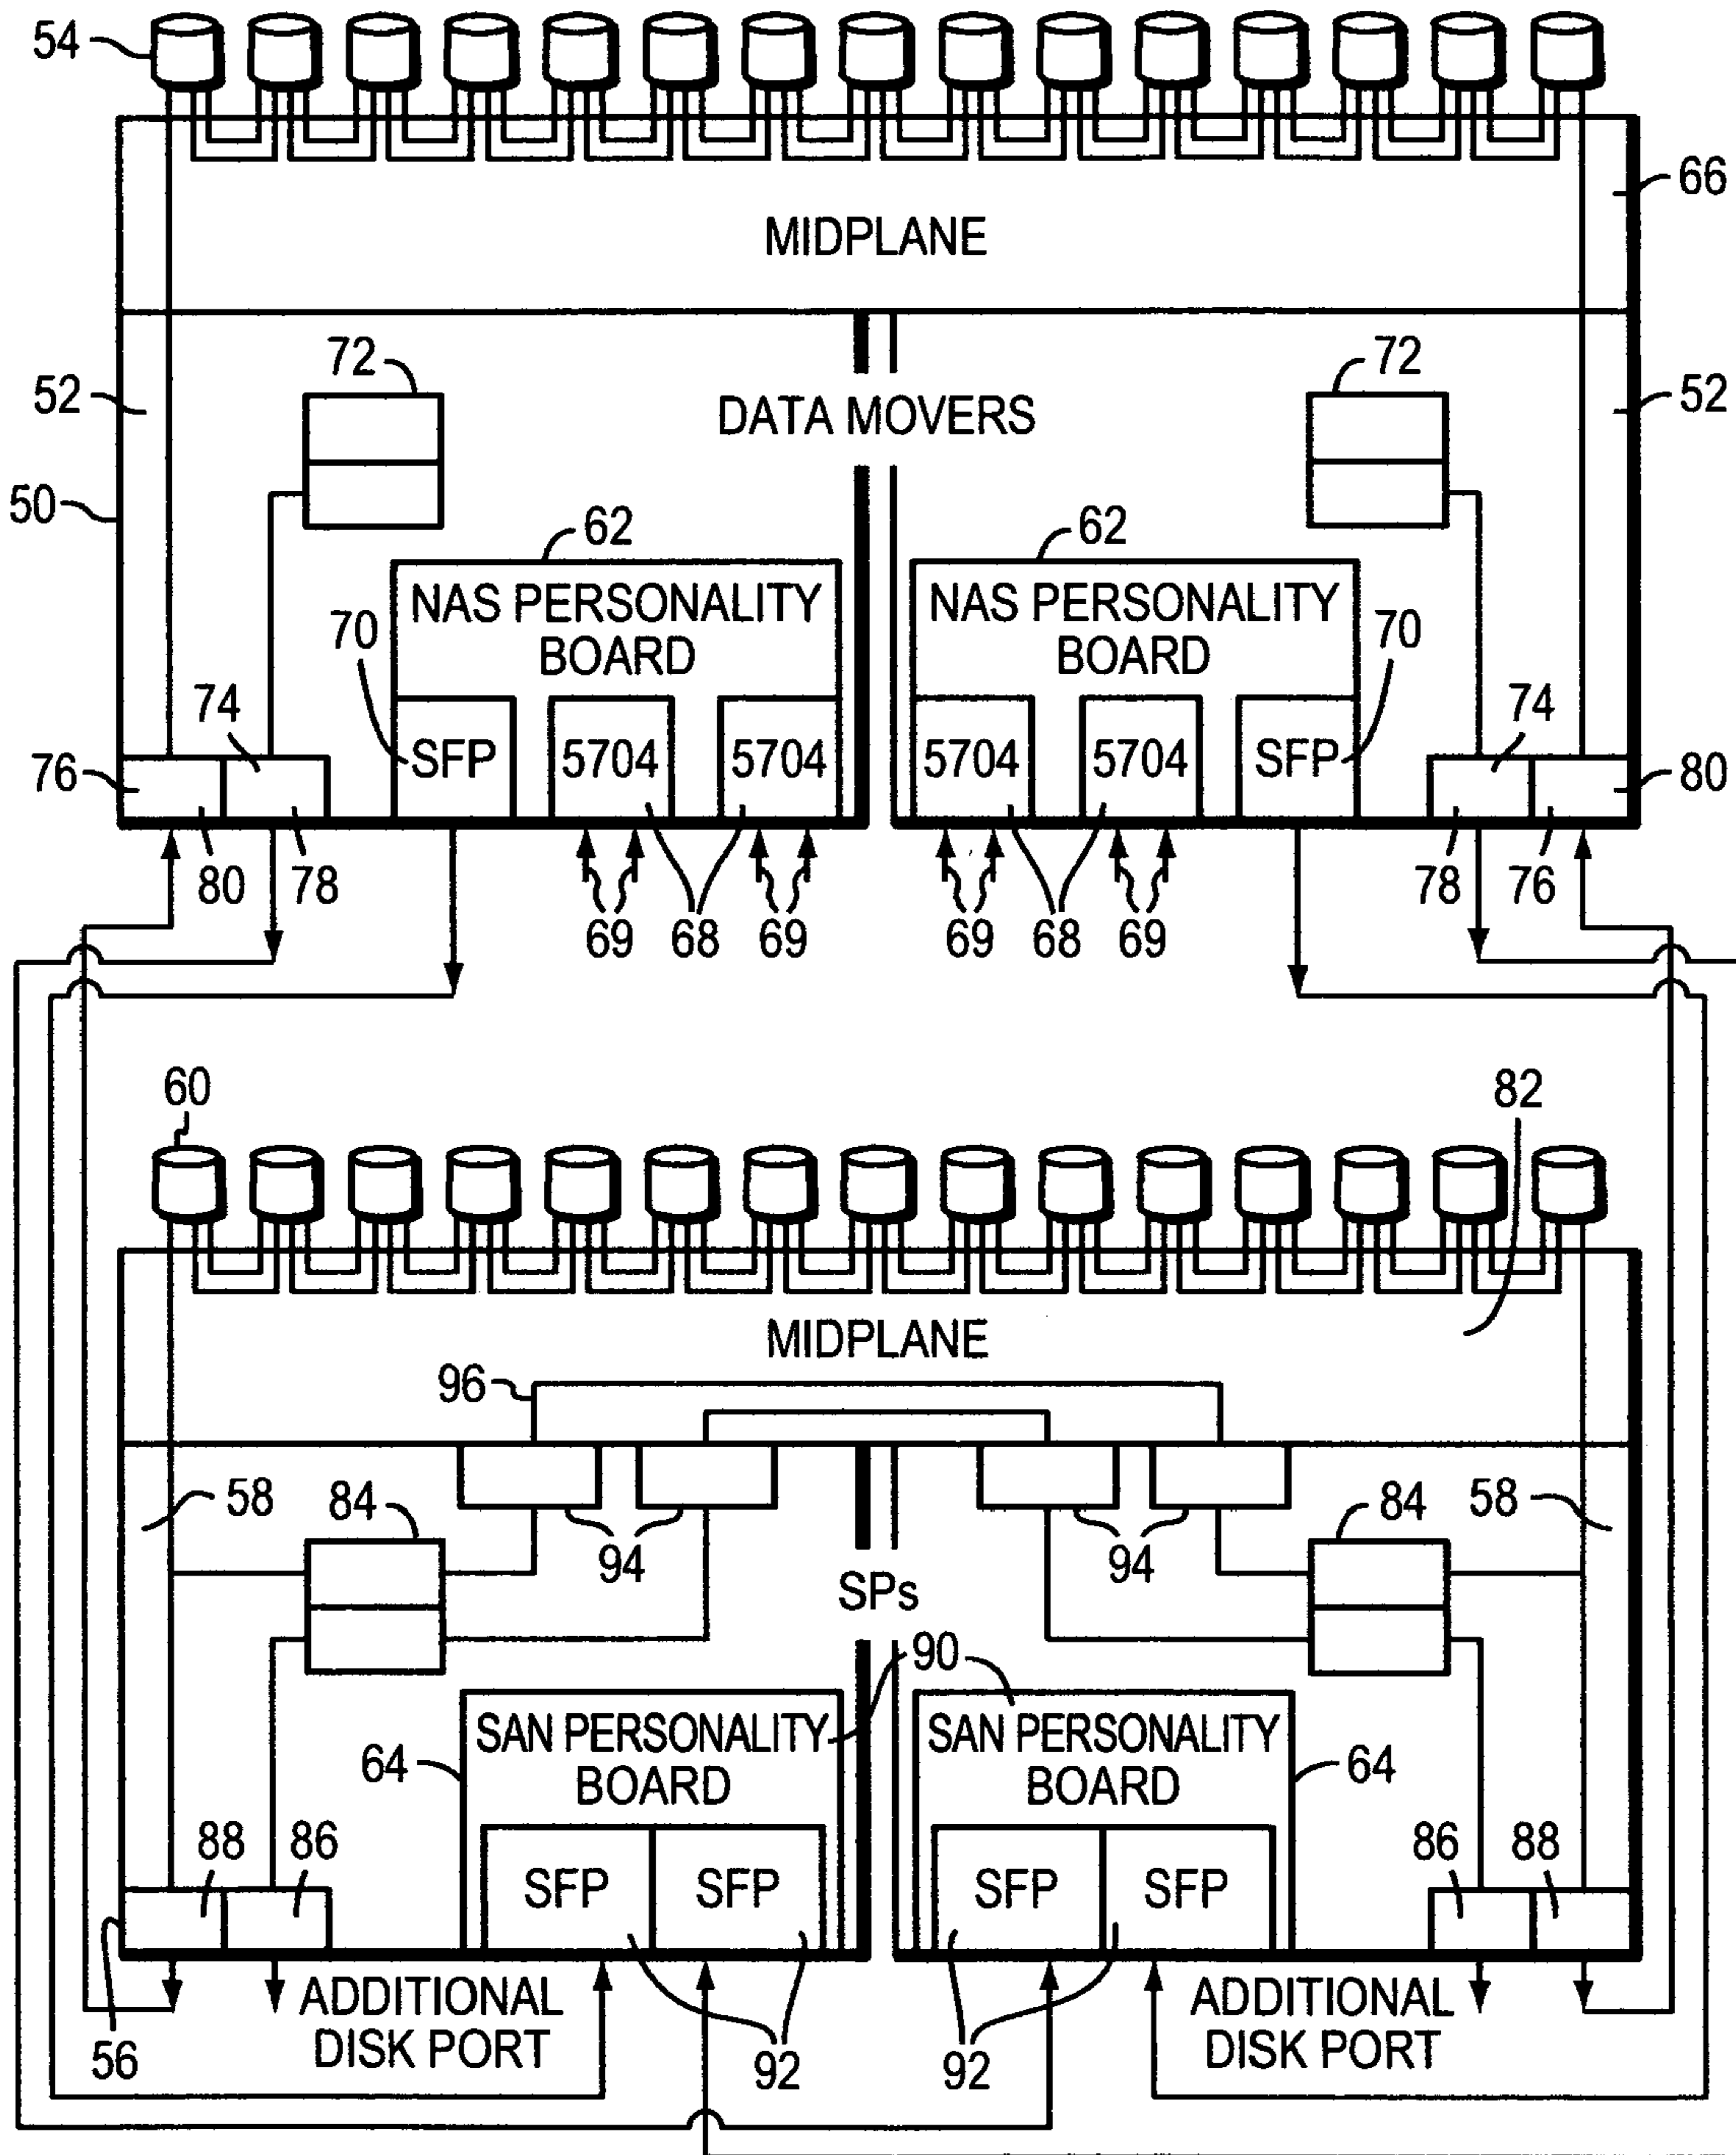 54
66
MIDPLANE
72
72
52
DATA MOVERS
52
50
62
62
NAS PERSONALITY
BOARD
NAS PERSONALITY
BOARD
70
70
74
74
SFP
5704
5704
5704
5704
SFP
76
80
80
78
78
76
69
68
69
69
68
69
60
82
MIDPLANE
96
58
84
94
94
84
58
SPs
90
SAN PERSONALITY
BOARD
SAN PERSONALITY
BOARD
64
64
88
86
86
88
SFP
SFP
SFP
SFP
ADDITIONAL
DISK PORT
ADDITIONAL
DISK PORT
56
92
92